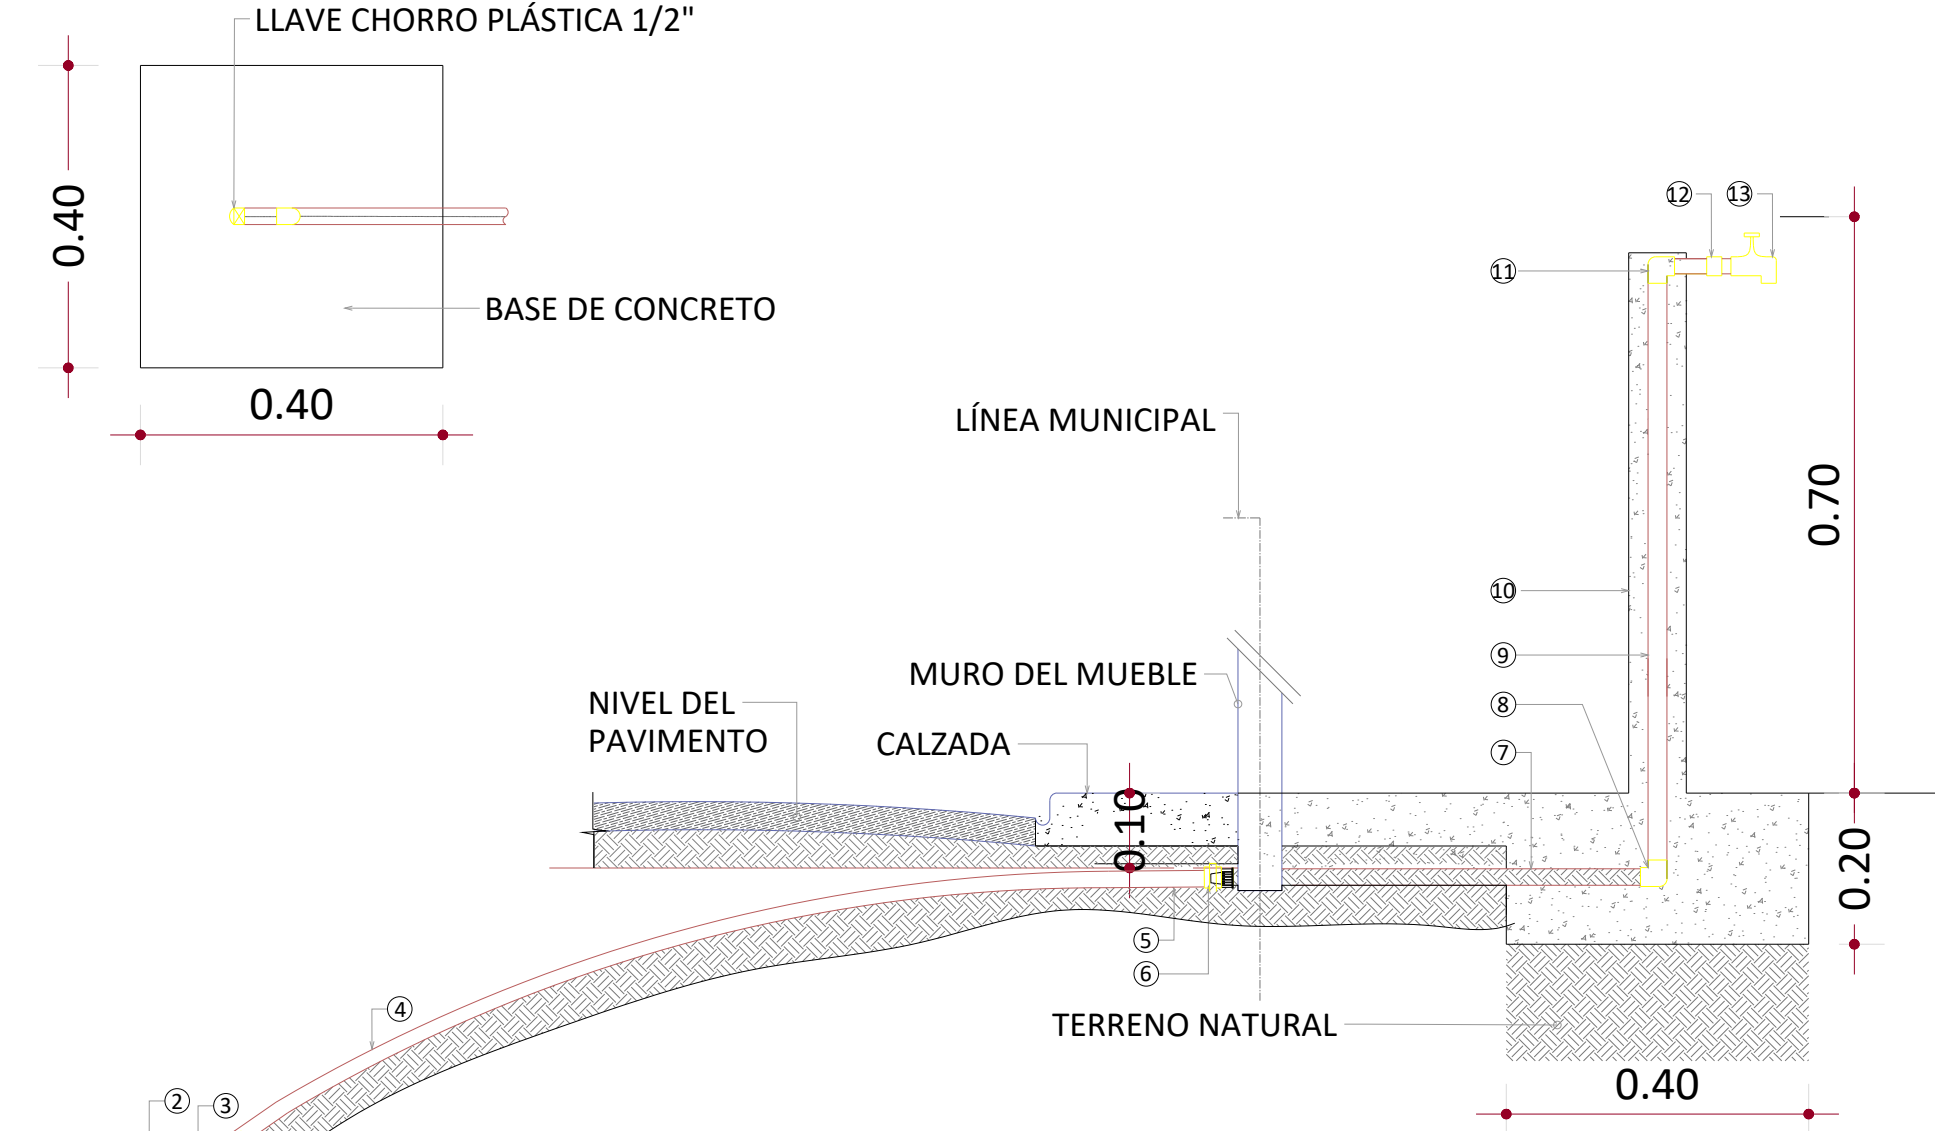 LLAVE CHORRO PLÁSTICA 1/2"
0.40
BASE DE CONCRETO
0.40
12
13
11
LÍNEA MUNICIPAL
0.70
10
9
MURO DEL MUEBLE
8
NIVEL DEL
PAVIMENTO
CALZADA
7
0.10
0.20
5
6
4
TERRENO NATURAL
0.40
2
3